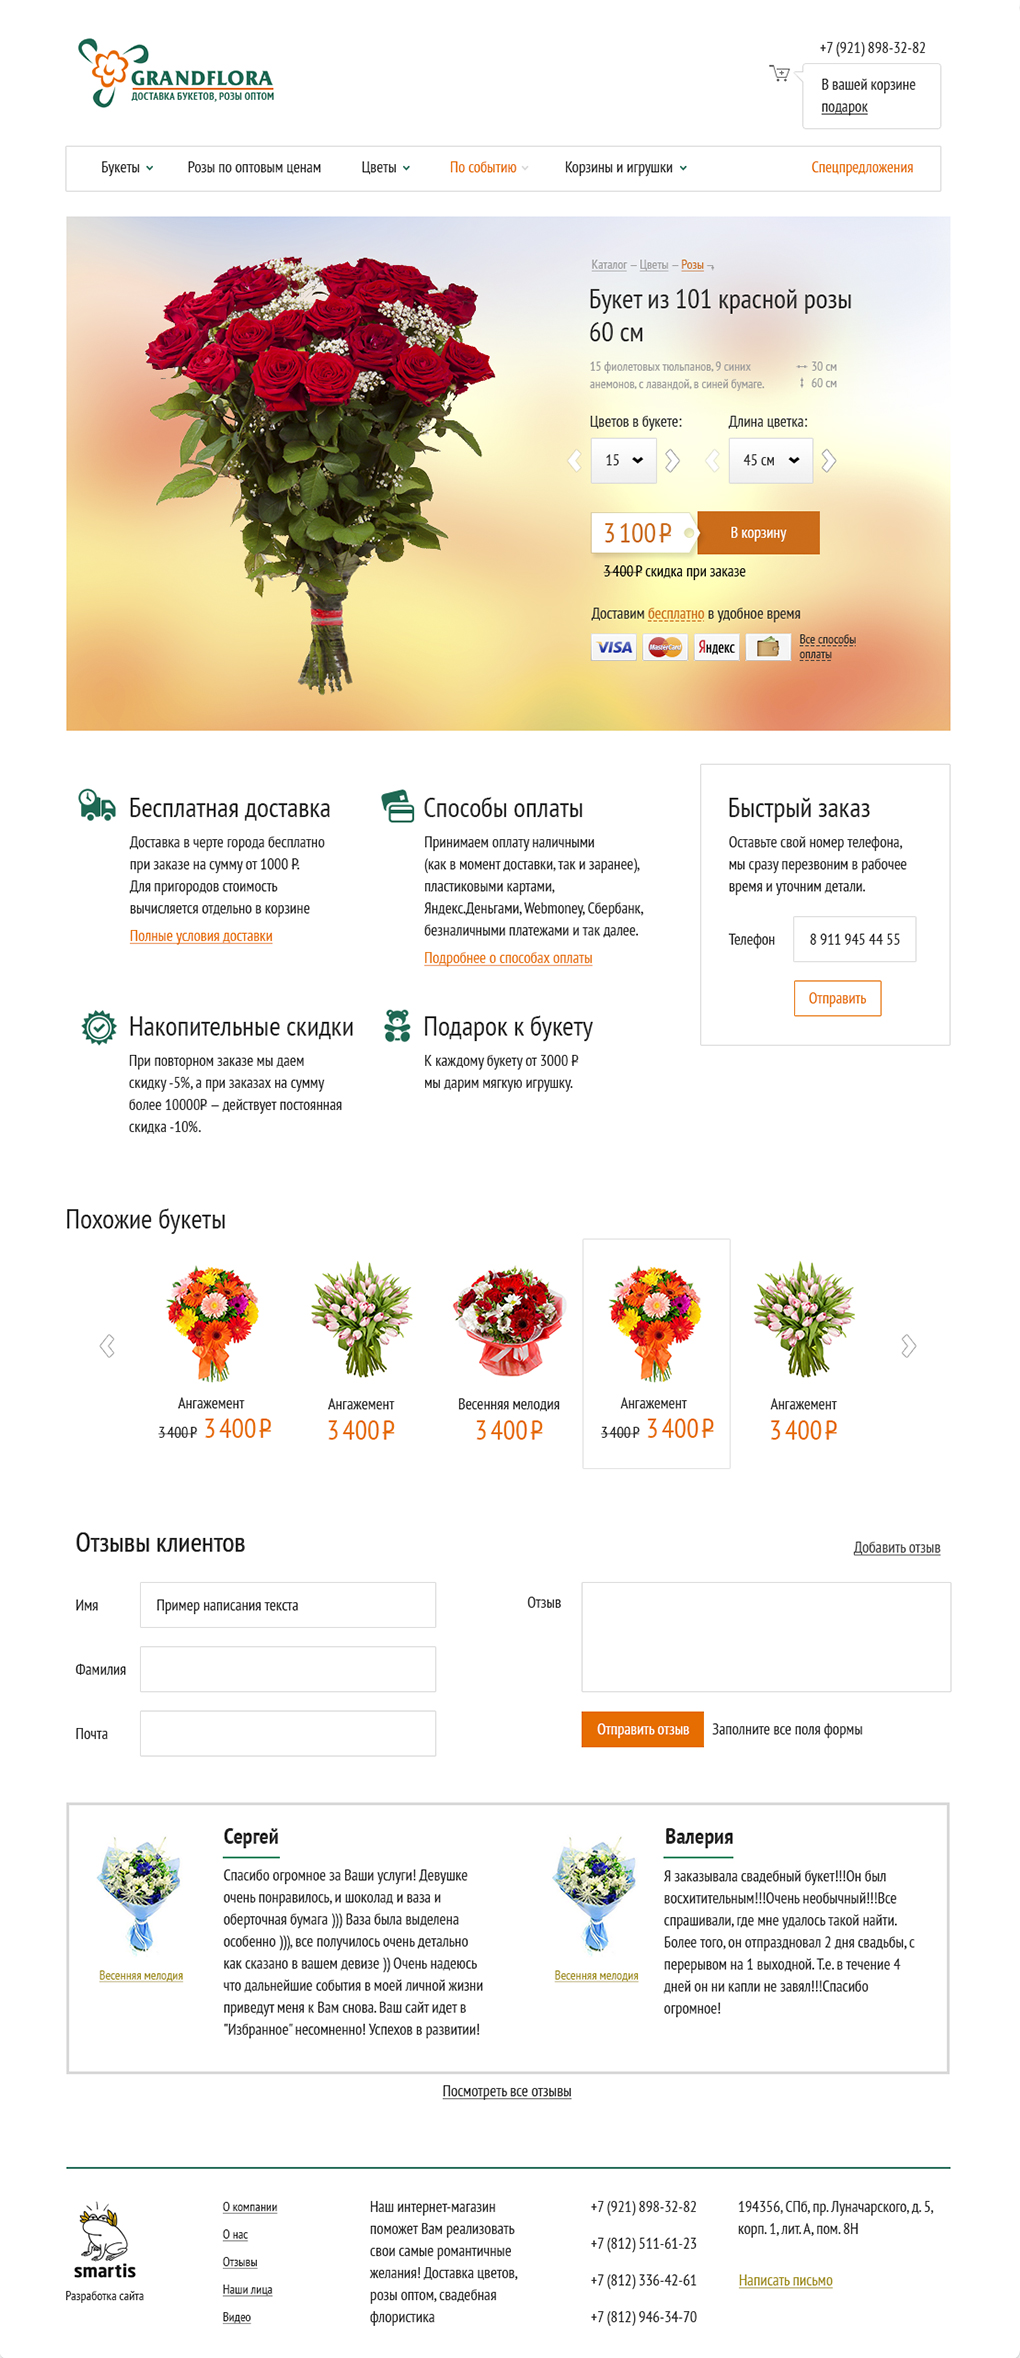 GRANDFLORA
ДОСТАВКА БУКЕТОВ, РОЗЫ ОПТОМ
+7 (921) 898-32-82
В вашей корзине
подарок
Букеты
Розы по оптовым ценам
Цветы
По событию
Корзины и игрушки
Спецпредложения
Каталог – Цветы – Розы
Букет из 101 красной розы
60 см
15 фиолетовых тюльпанов, 9 синих
анемонов, с лавандой, в синей бумаге.
30 см
60 см
Цветов в букете:
Длина цветка:
15
45 см
3 100 ₽
В корзину
3 400 ₽ скидка при заказе
Доставим бесплатно в удобное время
VISA
MasterCard
Яндекс
Все способы
оплаты
Бесплатная доставка
Доставка в черте города бесплатно
при заказе на сумму от 1000 ₽.
Для пригородов стоимость
вычисляется отдельно в корзине
Полные условия доставки
Способы оплаты
Принимаем оплату наличными
(как в момент доставки, так и заранее),
пластиковыми картами,
Яндекс.Деньгами, Webmoney, Сбербанк,
безналичными платежами и так далее.
Подробнее о способах оплаты
Быстрый заказ
Оставьте свой номер телефона,
мы сразу перезвоним в рабочее
время и уточним детали.
Телефон
8 911 945 44 55
Отправить
Накопительные скидки
При повторном заказе мы даем
скидку -5%, а при заказах на сумму
более 10000₽ – действует постоянная
скидка -10%.
Подарок к букету
К каждому букету от 3000 ₽
мы дарим мягкую игрушку.
Похожие букеты
Ангажемент
3 400 ₽ 3 400 ₽
Ангажемент
3 400 ₽
Весенняя мелодия
3 400 ₽
Ангажемент
3 400 ₽ 3 400 ₽
Ангажемент
3 400 ₽
Отзывы клиентов
Добавить отзыв
Имя
Пример написания текста
Фамилия
Почта
Отзыв
Отправить отзыв
Заполните все поля формы
Сергей
Спасибо огромное за Ваши услуги! Девушке
очень понравилось, и шоколад и ваза и
оберточная бумага ))) Ваза была выделена
особенно ))), все получилось очень детально
как сказано в вашем девизе )) Очень надеюсь
что дальнейшие события в моей личной жизни
приведут меня к Вам снова. Ваш сайт идет в
"Избранное" несомненно! Успехов в развитии!
Весенняя мелодия
Валерия
Я заказывала свадебный букет!!!Он был
восхитительным!!!Очень необычный!!!Все
спрашивали, где мне удалось такой найти.
Более того, он отпраздновал 2 дня свадьбы, с
перерывом на 1 выходной. Т.е. в течение 4
дней он ни капли не завял!!!Спасибо
огромное!
Весенняя мелодия
Посмотреть все отзывы
smartis
Разработка сайта
О компании
О нас
Отзывы
Наши лица
Видео
Наш интернет-магазин
поможет Вам реализовать
свои самые романтичные
желания! Доставка цветов,
розы оптом, свадебная
флористика
+7 (921) 898-32-82
+7 (812) 511-61-23
+7 (812) 336-42-61
+7 (812) 946-34-70
194356, СПб, пр. Луначарского, д. 5,
корп. 1, лит. А, пом. 8Н
Написать письмо